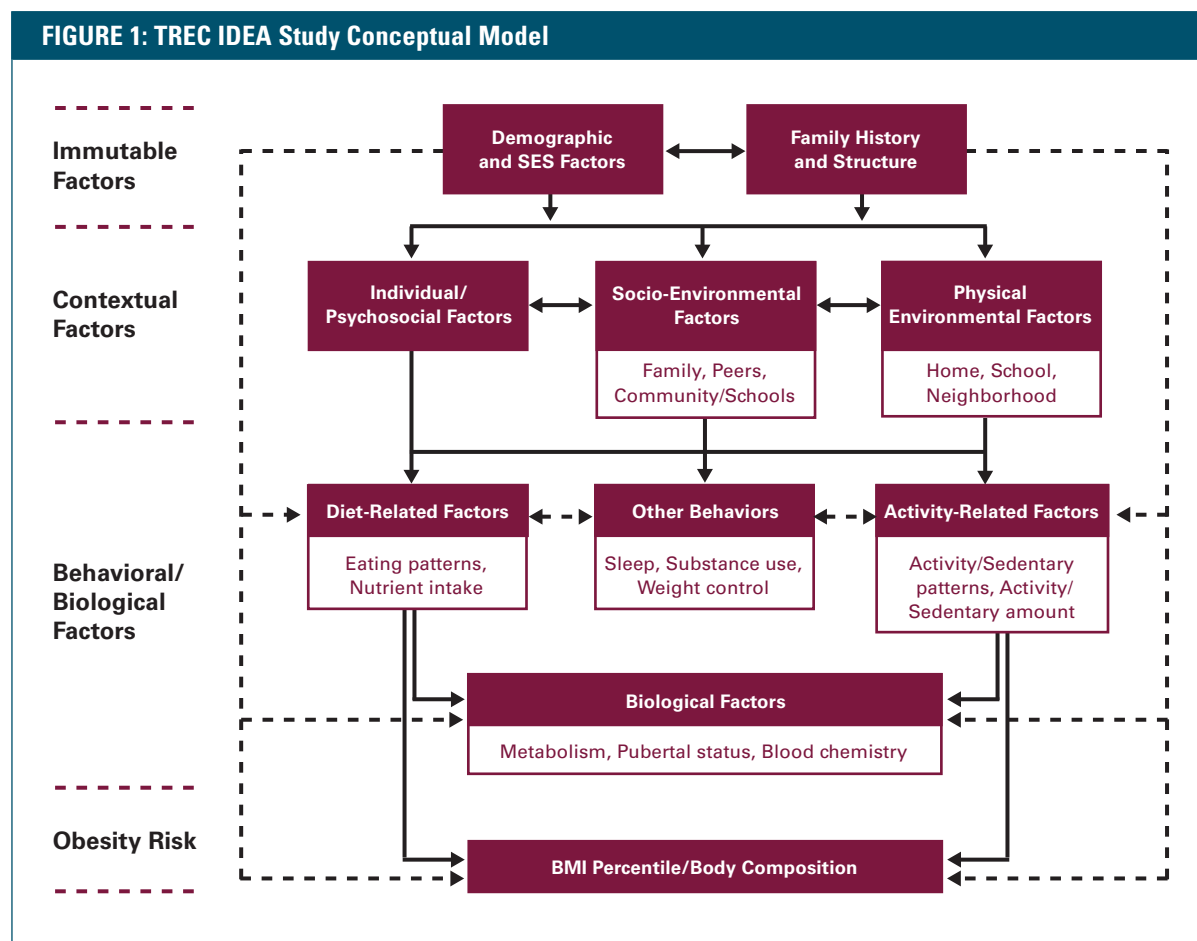 FIGURE 1: TREC IDEA Study Conceptual Model
Immutable
Factors
Demographic
and SES Factors
Family History
and Structure
Contextual
Factors
Individual/
Psychosocial Factors
Socio-Environmental
Factors
Family, Peers,
Community/Schools
Physical
Environmental Factors
Home, School,
Neighborhood
Behavioral/
Biological
Factors
Diet-Related Factors
Eating patterns,
Nutrient intake
Other Behaviors
Sleep, Substance use,
Weight control
Activity-Related Factors
Activity/Sedentary
patterns, Activity/
Sedentary amount
Biological Factors
Metabolism, Pubertal status, Blood chemistry
Obesity Risk
BMI Percentile/Body Composition